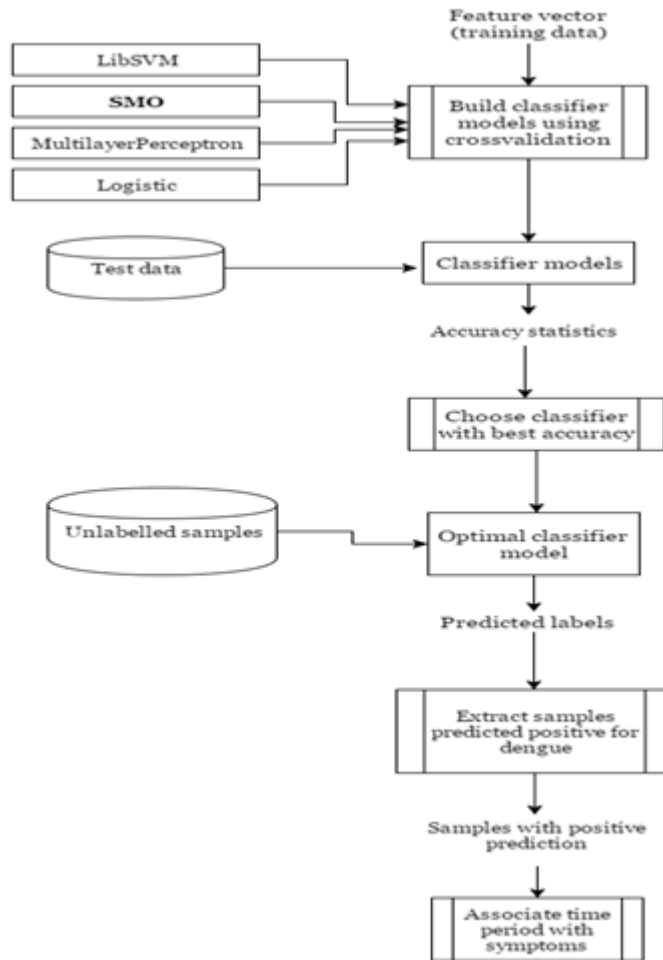 Feature vector
(training data)
LibSVM
SMO
MultilayerPerceptron
Logistic
Build classifier
models using
crossvalidation
Test data
Classifier models
Accuracy statistics
Choose classifier
with best accuracy
Unlabelled samples
Optimal classifier
model
Predicted labels
Extract samples
predicted positive for
dengue
Samples with positive
prediction
Associate time
period with
symptoms